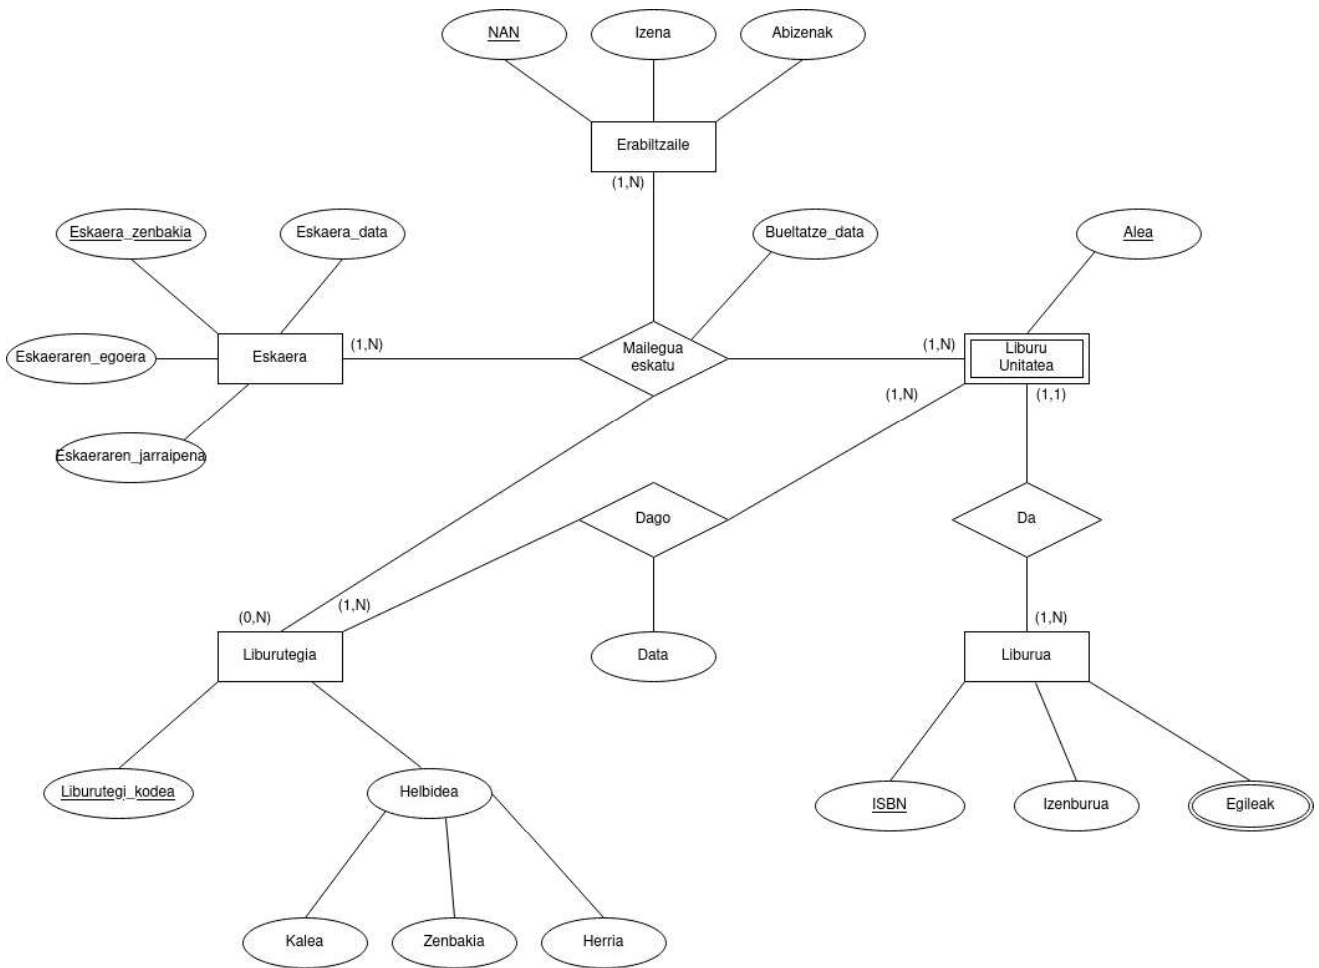 NAN
Izena
Abizenak
Erabiltzaile
(1,N)
Eskaera_zenbakia
Eskaera_data
Bueltatze_data
Alea
Eskaeraren_egoera
Eskaera
(1,N)
Mailegua
eskatu
(1,N)
Liburu
Unitatea
(1,N)
(1,1)
Eskaeraren_jarraipena
Dago
Da
(0,N)
(1,N)
(1,N)
Liburutegia
Data
Liburua
Liburutegi_kodea
Helbidea
ISBN
Izenburua
Egileak
Kalea
Zenbakia
Herria